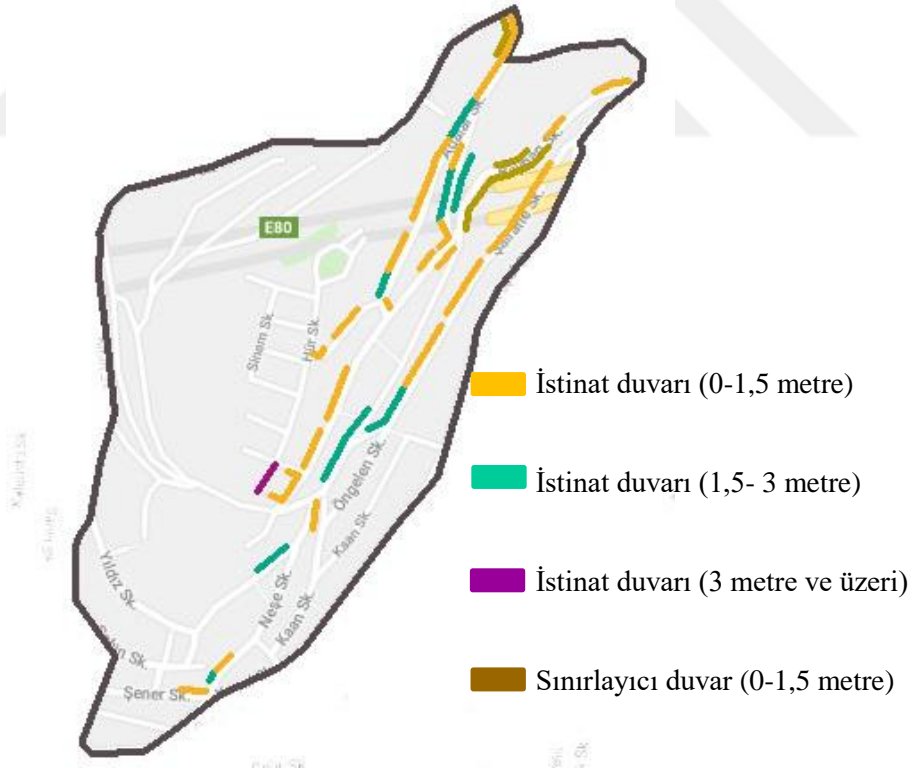 E80
Sinem Sk.
Hür Sk.
İstinat duvarı (0-1,5 metre)
İstinat duvarı (1,5- 3 metre)
Öngelen Sk.
Kaan Sk.
İstinat duvarı (3 metre ve üzeri)
Yıldız Sk.
Neşe Sk.
Kaan Sk.
Sınırlayıcı duvar (0-1,5 metre)
Şener Sk.